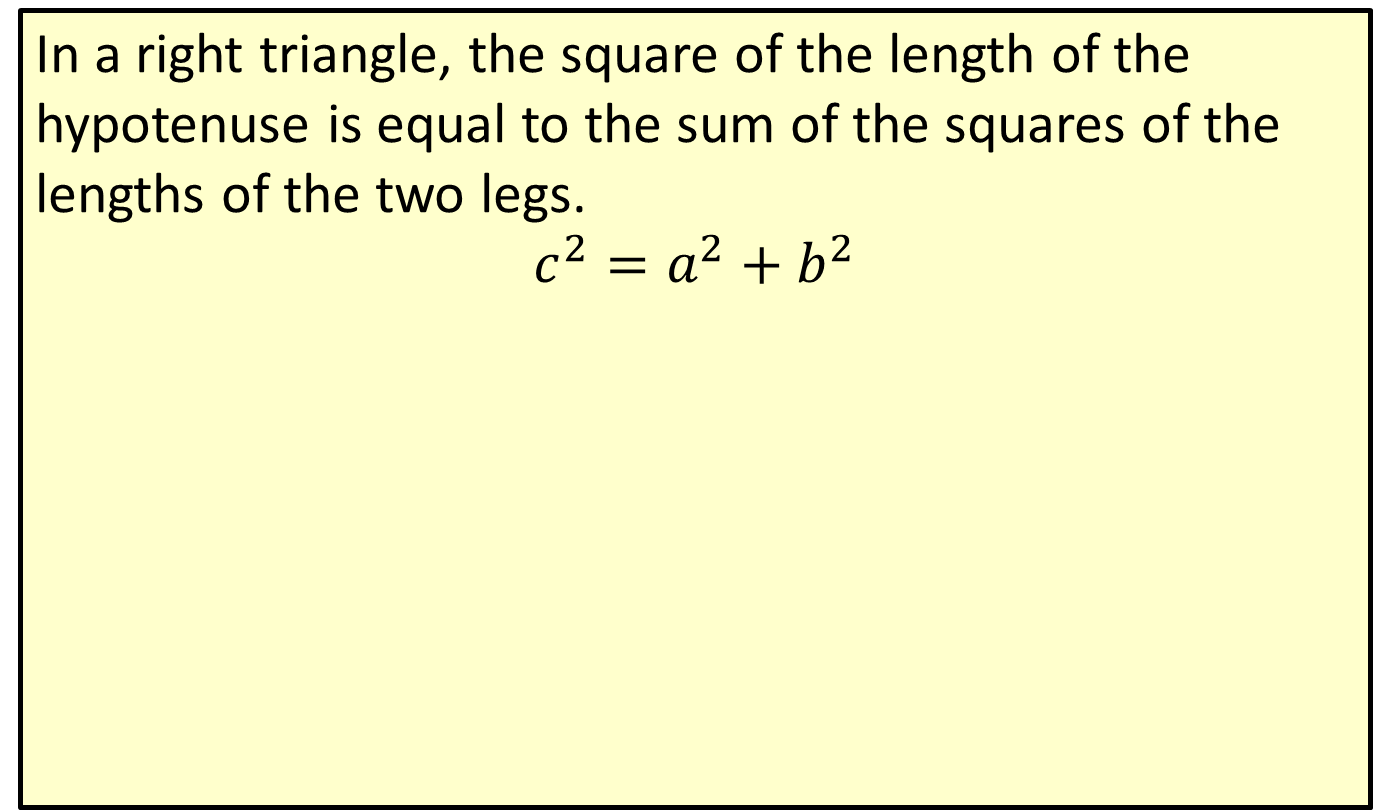 In a right triangle, the square of the length of the
hypotenuse is equal to the sum of the squares of the
lengths of the two legs.
c² = a² + b²